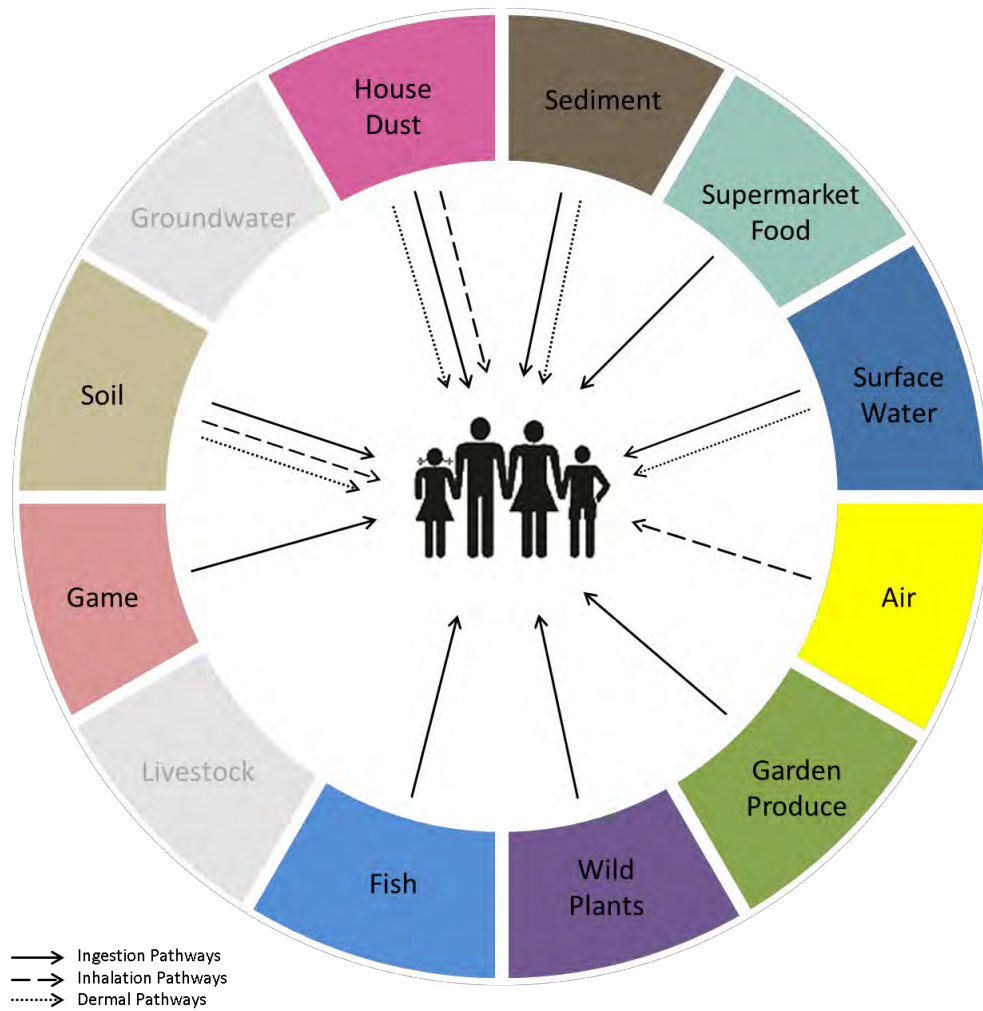 House
Dust
Sediment
Supermarket
Food
Surface
Water
Air
Garden
Produce
Wild
Plants
Fish
Livestock
Game
Soil
Groundwater
Ingestion Pathways
Inhalation Pathways
Dermal Pathways